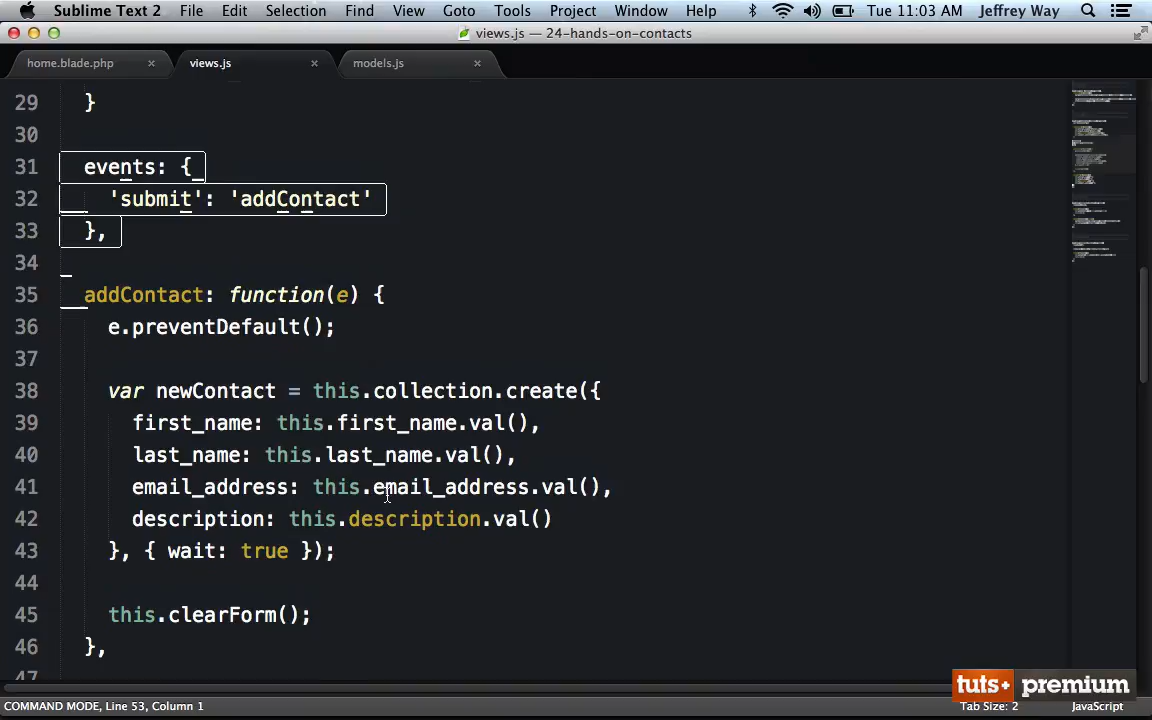 Sublime Text 2 File Edit Selection Find View Goto Tools Project Window Help Tue 11:03 AM Jeffrey Way
views.js — 24-hands-on-contacts
home.blade.php × views.js × models.js ×
29 }
30
31 events: {
32 'submit': 'addContact'
33 },
34
35 addContact: function(e) {
36 e.preventDefault();
37
38 var newContact = this.collection.create({
39 first_name: this.first_name.val(),
40 last_name: this.last_name.val(),
41 email_address: this.email_address.val(),
42 description: this.description.val()
43 }, { wait: true });
44
45 this.clearForm();
46 },
47
tuts+ premium
COMMAND MODE, Line 53, Column 1 Tab Size: 2 JavaScript